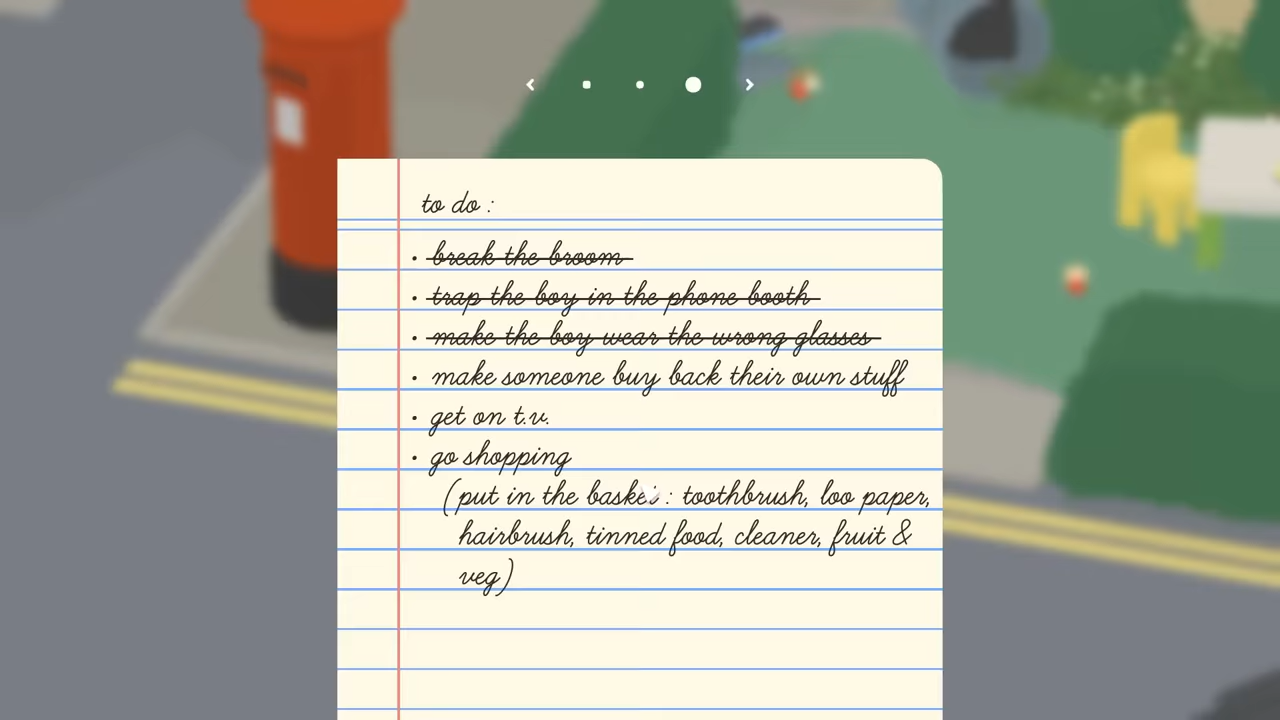 to do :
• break the broom
• trap the boy in the phone booth
• make the boy wear the wrong glasses
• make someone buy back their own stuff
• get on t.v.
• go shopping
(put in the basket : toothbrush, loo paper,
hairbrush, tinned food, cleaner, fruit &
veg)